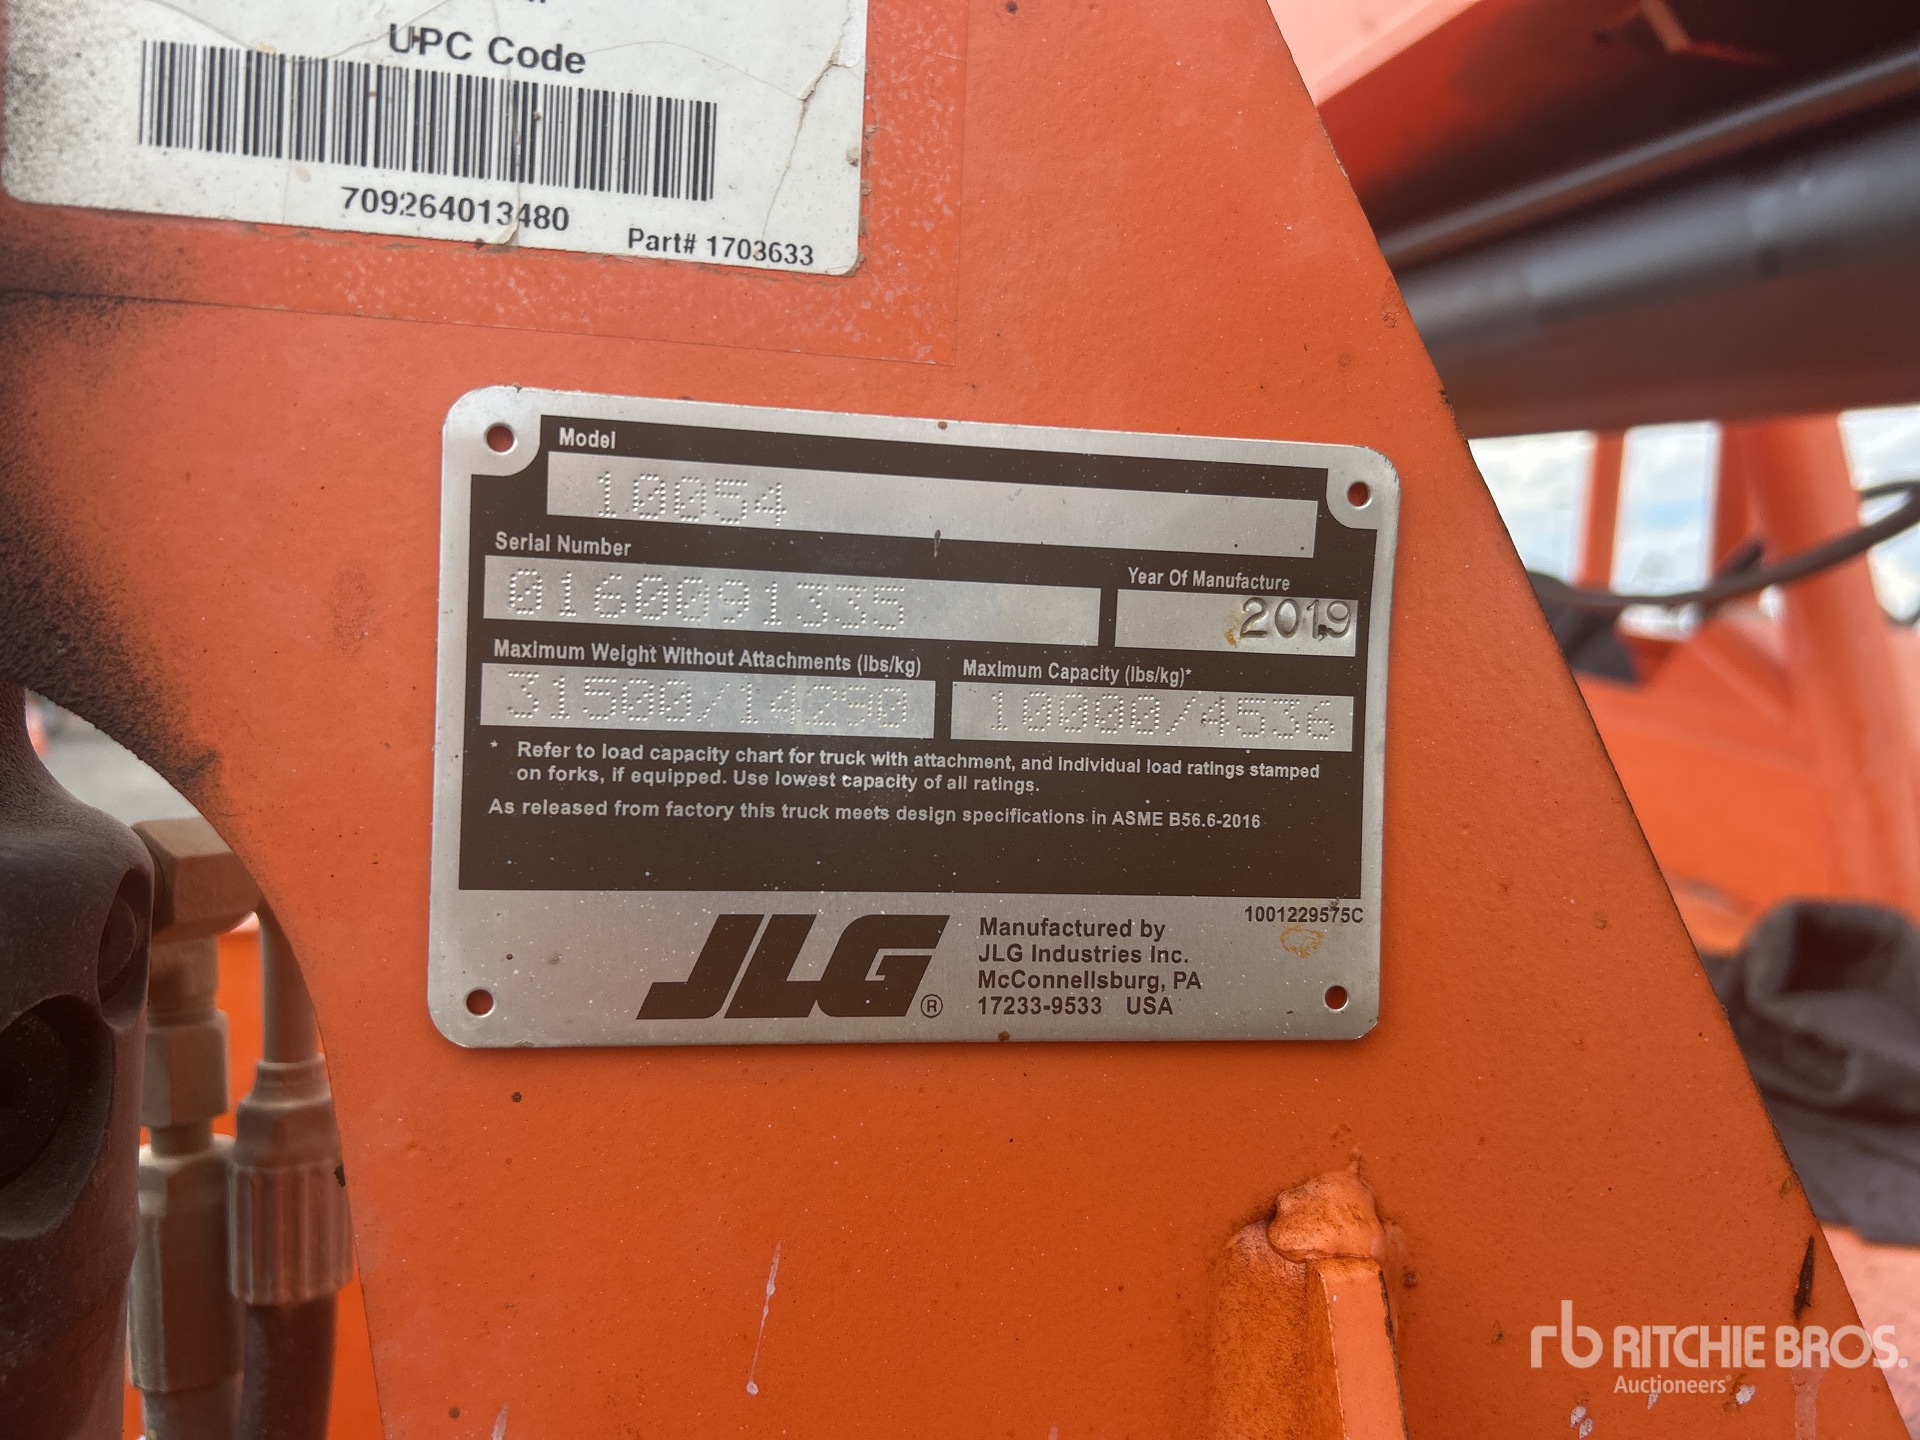 UPC Code
709264013480
Part# 1703633
Model
10054
Serial Number
0160091335
Year Of Manufacture
2019
Maximum Weight Without Attachments (lbs/kg)
31500/14290
Maximum Capacity (lbs/kg)*
10000/4536
* Refer to load capacity chart for truck with attachment, and individual load ratings stamped
on forks, if equipped. Use lowest capacity of all ratings.
As released from factory this truck meets design specifications in ASME B56.6-2016
1001229575C
JLG®
Manufactured by
JLG Industries Inc.
McConnellsburg, PA
17233-9533 USA
rb RITCHIE BROS.
Auctioneers